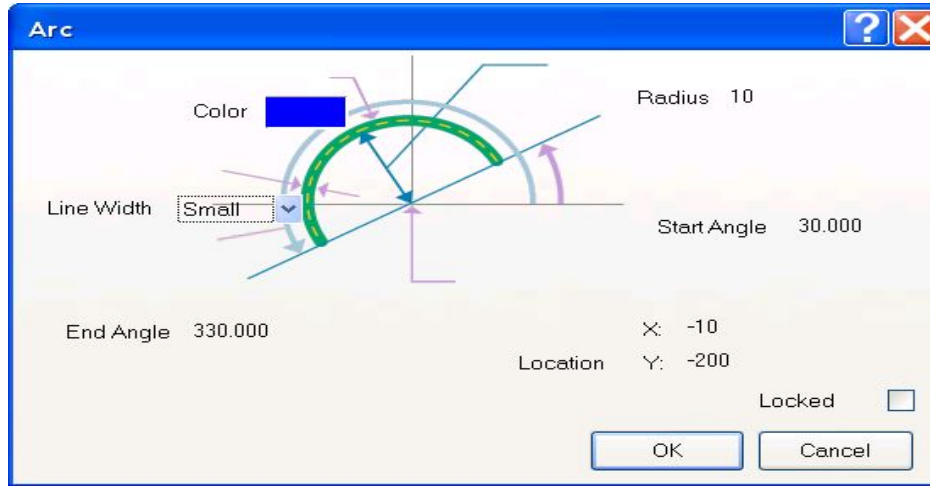 Arc
Color
Radius 10
Line Width Small
Start Angle 30.000
End Angle 330.000
X: -10
Location Y: -200
Locked
OK Cancel